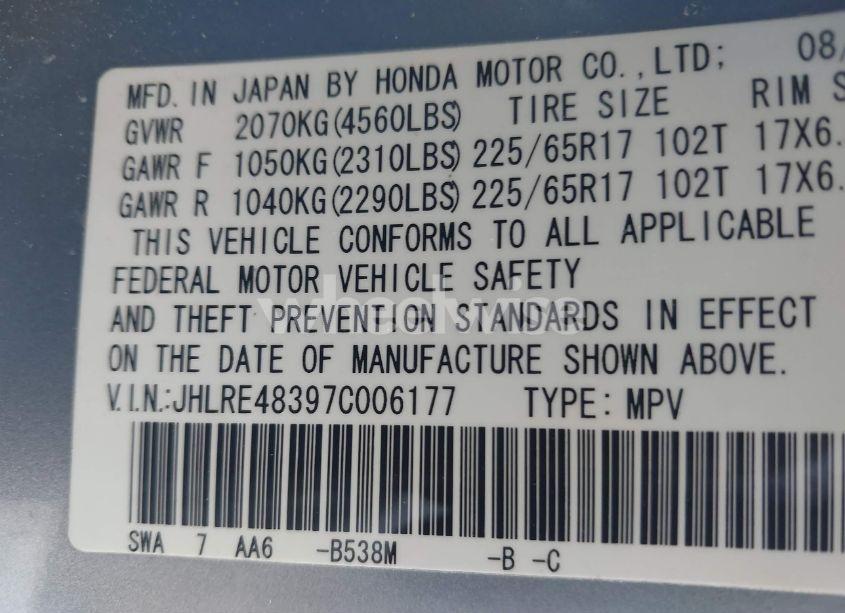 MFD. IN JAPAN BY HONDA MOTOR CO.,LTD; 08/
GVWR 2070KG(4560LBS) TIRE SIZE RIM S
GAWR F 1050KG(2310LBS) 225/65R17 102T 17X6.
GAWR R 1040KG(2290LBS) 225/65R17 102T 17X6.
THIS VEHICLE CONFORMS TO ALL APPLICABLE
FEDERAL MOTOR VEHICLE SAFETY
AND THEFT PREVENTION STANDARDS IN EFFECT
ON THE DATE OF MANUFACTURE SHOWN ABOVE.
V.I.N.:JHLRE48397C006177 TYPE: MPV
SWA 7 AA6 -B538M -B -C